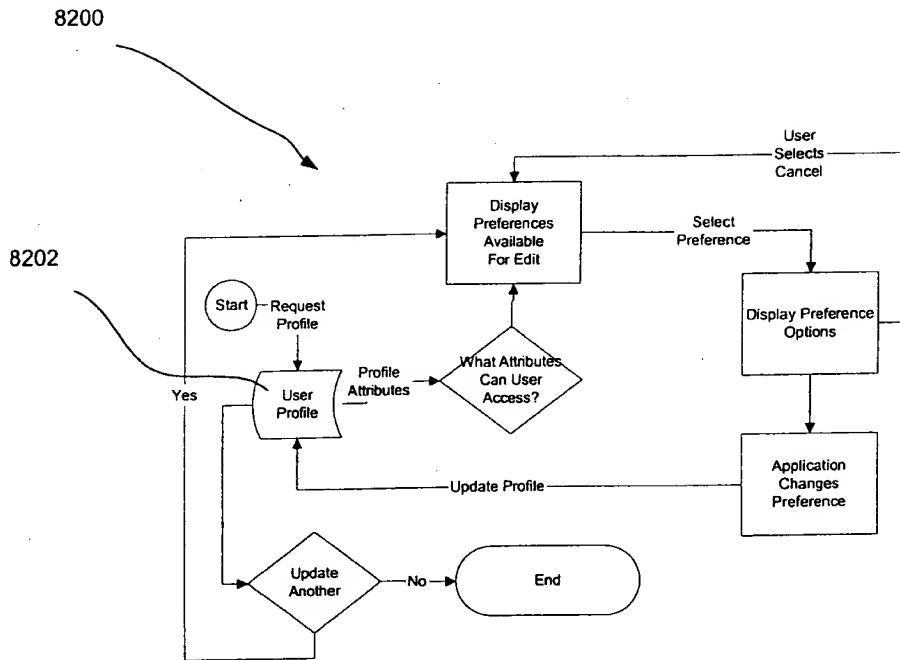 8200
User
Selects
Cancel
Display
Preferences
Available
For Edit
Select
Preference
8202
Start
Request
Profile
Display Preference
Options
What Attributes
Can User
Access?
Profile
Attributes
User
Profile
Yes
Application
Changes
Preference
Update Profile
Update
Another
No
End